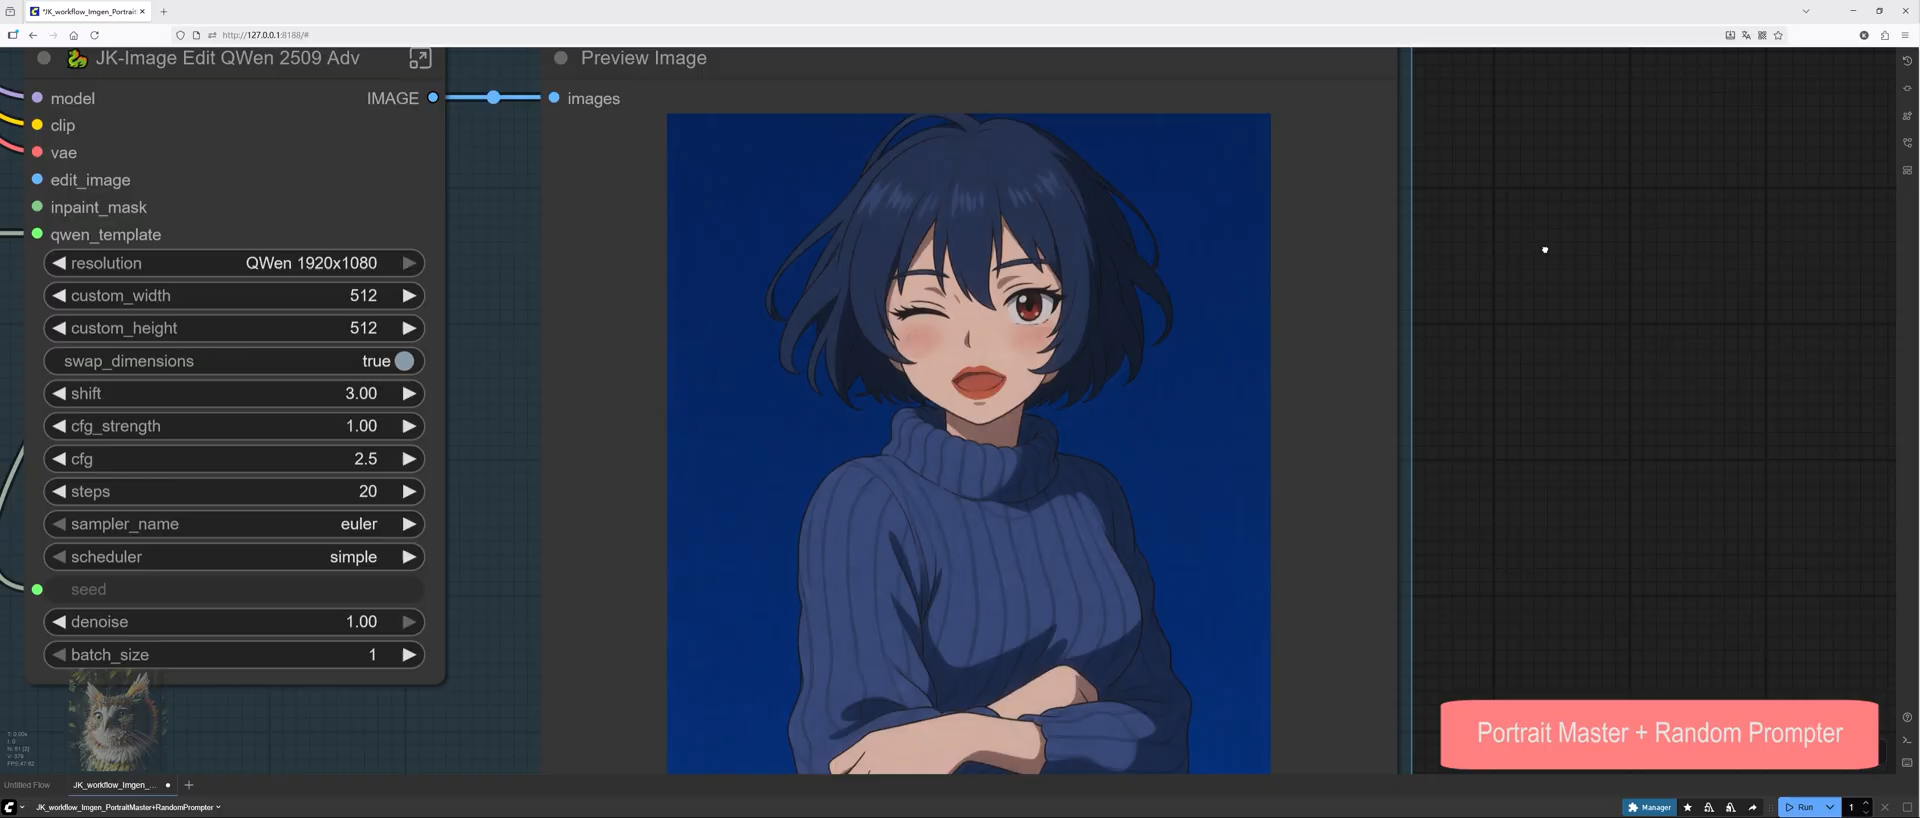 *JK_workflow_Imgen_Portrait
http://127.0.0.1:8188/#
JK-Image Edit QWen 2509 Adv
Preview Image
model
IMAGE
images
clip
vae
edit_image
inpaint_mask
qwen_template
resolution QWen 1920x1080
custom_width 512
custom_height 512
swap_dimensions true
shift 3.00
cfg_strength 1.00
cfg 2.5
steps 20
sampler_name euler
scheduler simple
seed
denoise 1.00
batch_size 1
Portrait Master + Random Prompter
T: 0.00s
I: 0
Untitled Flow
JK_workflow_Imgen_...
JK_workflow_Imgen_PortraitMaster+RandomPrompter
Manager
Run
1